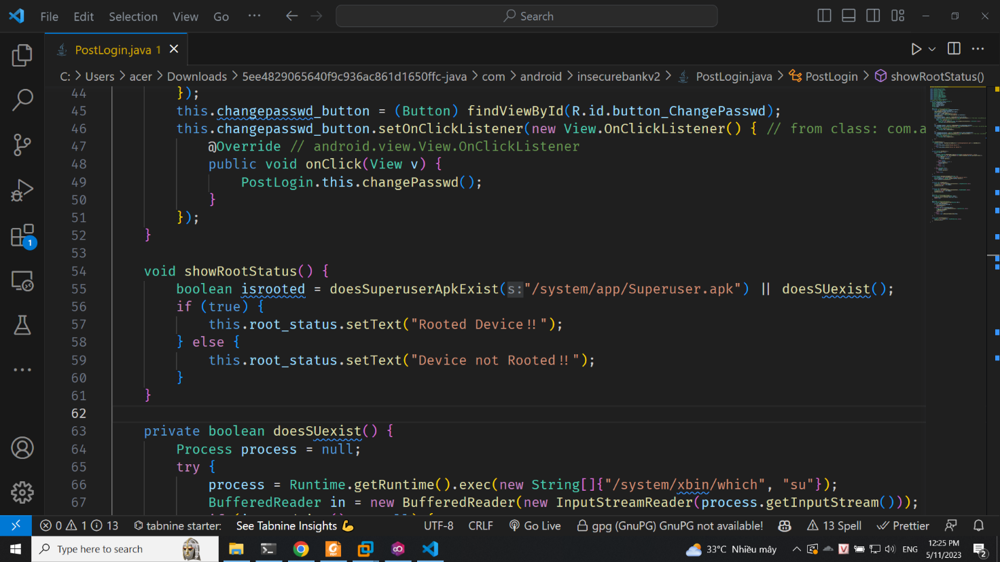 File Edit Selection View Go ··· Search
PostLogin.java 1
C: > Users > acer > Downloads > 5ee4829065640f9c936ac861d1650ffc-java > com > android > insecurebankv2 > PostLogin.java > PostLogin > showRootStatus()
44 });
45 this.changepasswd_button = (Button) findViewById(R.id.button_ChangePasswd);
46 this.changepasswd_button.setOnClickListener(new View.OnClickListener() { // from class: com.a
47 @Override // android.view.View.OnClickListener
48 public void onClick(View v) {
49 PostLogin.this.changePasswd();
50 }
51 });
52 }
53
54 void showRootStatus() {
55 boolean isrooted = doesSuperuserApkExist(s:"/system/app/Superuser.apk") || doesSUexist();
56 if (true) {
57 this.root_status.setText("Rooted Device!!");
58 } else {
59 this.root_status.setText("Device not Rooted!!");
60 }
61 }
62
63 private boolean doesSUexist() {
64 Process process = null;
65 try {
66 process = Runtime.getRuntime().exec(new String[]{"/system/xbin/which", "su"});
67 BufferedReader in = new BufferedReader(new InputStreamReader(process.getInputStream()));
1
0 1 13 tabnine starter: See Tabnine Insights 💪 UTF-8 CRLF Go Live gpg (GnuPG) GnuPG not available! 13 Spell Prettier
Type here to search 33°C Nhiều mây ENG 12:25 PM
5/11/2023
2